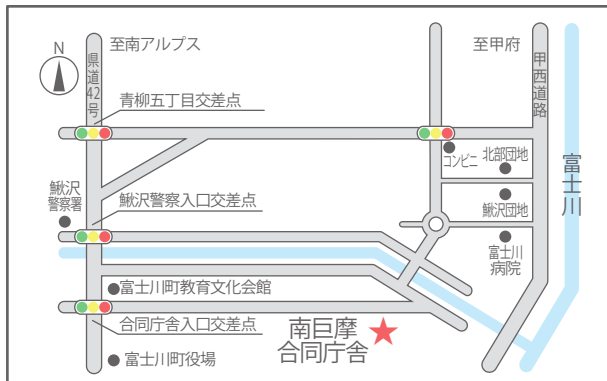 N
至南アルプス
至甲府
県道42号
甲西道路
青柳五丁目交差点
コンビニ
北部団地
富士川
鰍沢
警察署
鰍沢警察入口交差点
鰍沢団地
富士川
病院
富士川町教育文化会館
合同庁舎入口交差点
南巨摩
合同庁舎
富士川町役場